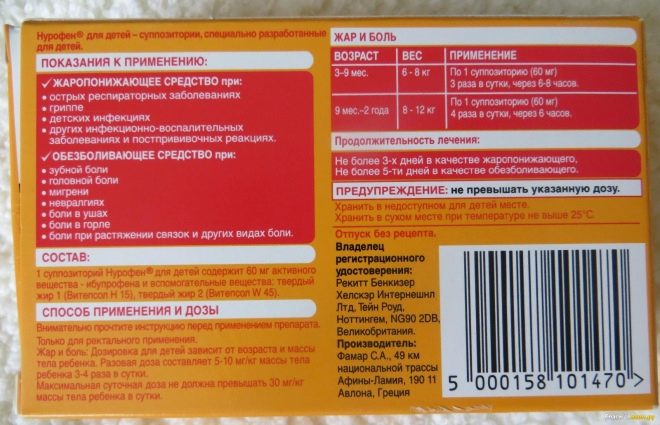 Нурофен® для детей – суппозитории, специально разработанные
для детей.
ПОКАЗАНИЯ К ПРИМЕНЕНИЮ:
✓ ЖАРОПОНИЖАЮЩЕЕ СРЕДСТВО при:
• острых респираторных заболеваниях
• гриппе
• детских инфекциях
• других инфекционно-воспалительных
заболеваниях и постпрививочных реакциях.
✓ ОБЕЗБОЛИВАЮЩЕЕ СРЕДСТВО при:
• зубной боли
• головной боли
• мигрени
• невралгиях
• боли в ушах
• боли в горле
• боли при растяжении связок и других видах боли.
СОСТАВ:
1 суппозиторий Нурофен® для детей содержит 60 мг активного
вещества - ибупрофена и вспомогательные вещества: твердый
жир 1 (Витепсол H 15), твердый жир 2 (Витепсол W 45).
СПОСОБ ПРИМЕНЕНИЯ И ДОЗЫ
Внимательно прочтите инструкцию перед применением препарата.
Только для ректального применения.
Жар и боль: Дозировка для детей зависит от возраста и массы
тела ребенка. Разовая доза составляет 5-10 мг/кг массы тела
ребенка 3-4 раза в сутки.
Максимальная суточная доза не должна превышать 30 мг/кг
массы тела ребенка в сутки.
ЖАР И БОЛЬ
ВОЗРАСТ ВЕС ПРИМЕНЕНИЕ
3–9 мес. 6 - 8 кг По 1 суппозиторию (60 мг)
3 раза в сутки, через 6-8 часов.
9 мес.–2 года 8 - 12 кг По 1 суппозиторию (60 мг)
4 раза в сутки, через 6 часов.
Продолжительность лечения:
Не более 3-х дней в качестве жаропонижающего,
Не более 5-ти дней в качестве обезболивающего.
ПРЕДУПРЕЖДЕНИЕ: не превышать указанную дозу.
Хранить в недоступном для детей месте.
Хранить в сухом месте при температуре не выше 25°C.
Отпуск без рецепта.
Владелец
регистрационного
удостоверения:
Рекитт Бенкизер
Хелскэр Интернешнл
Лтд, Тейн Роуд,
Ноттингем, NG90 2DB,
Великобритания.
Производитель:
Фамар С.А., 49 км
национальной трассы
Афины-Ламия, 190 11
Авлона, Греция
5 000158 101470 >